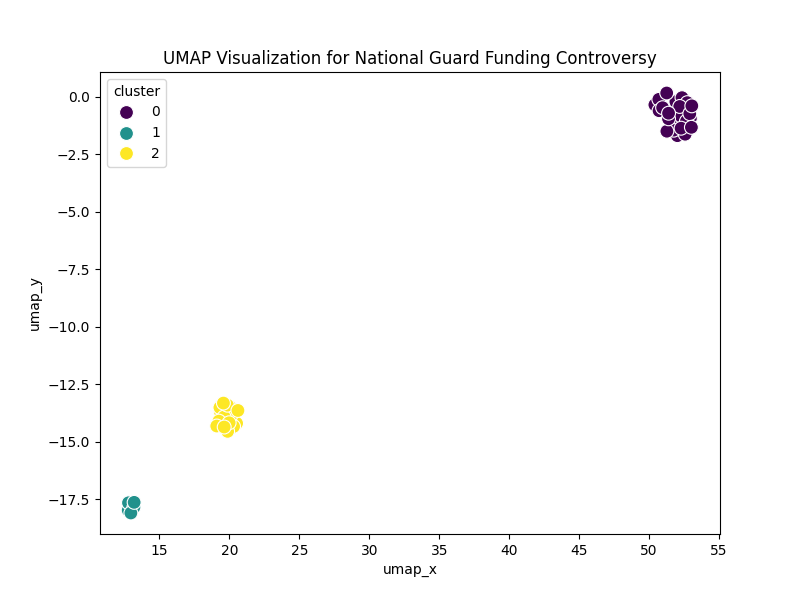 UMAP Visualization for National Guard Funding Controversy
cluster
0
1
2
0.0
−2.5
−5.0
−7.5
−10.0
−12.5
−15.0
−17.5
umap_y
15 20 25 30 35 40 45 50 55
umap_x